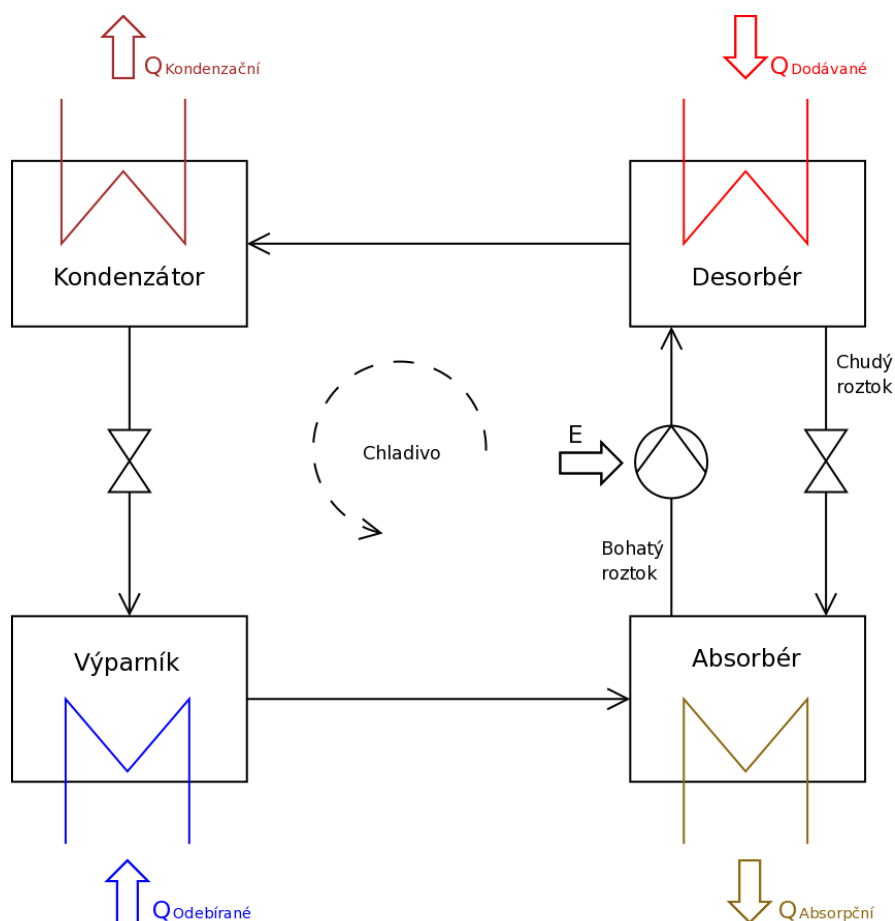 QKondenzační
QDodávané
Kondenzátor
Desorbér
Chudý
roztok
E
Chladivo
Bohatý
roztok
Výparník
Absorbér
QOdebírané
QAbsorpční